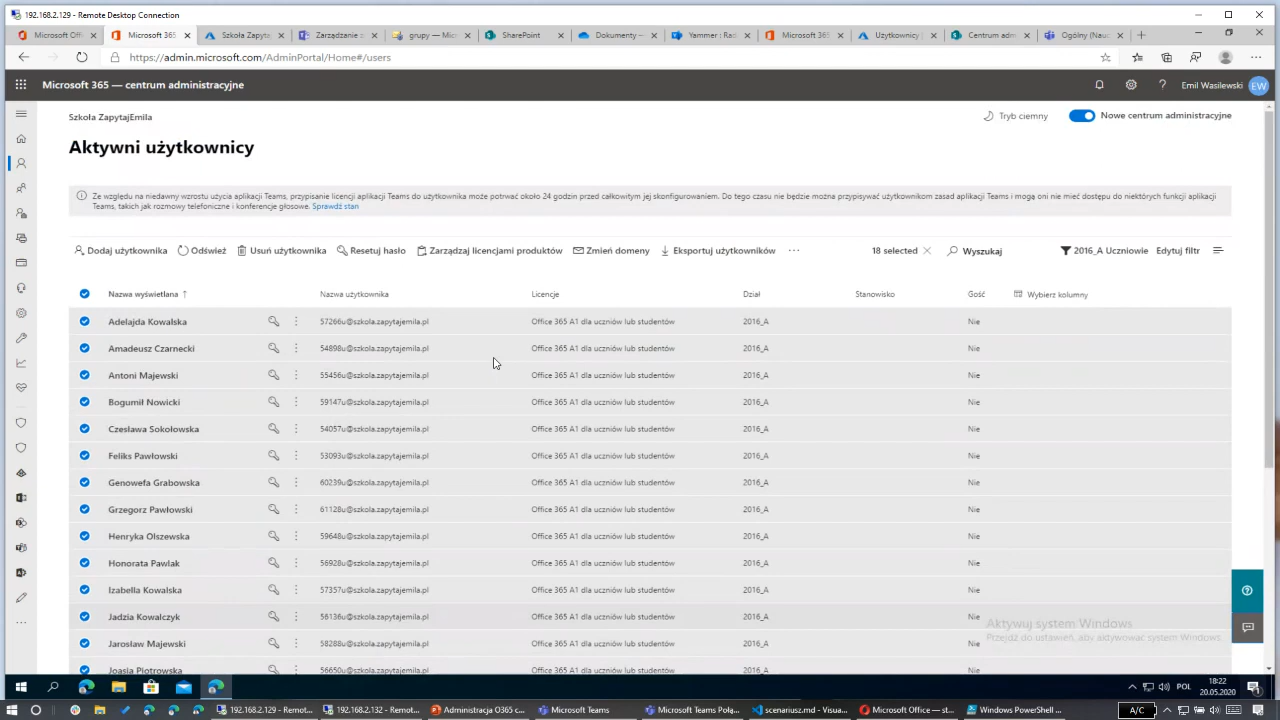 192.168.2.129 - Remote Desktop Connection
Microsoft Offi
Microsoft 365
Szkoła Zapytaj
Zarządzanie
grupy — Micr
SharePoint
Dokumenty —
Yammer : Rad
Microsoft 365
Użytkownicy
Centrum adm
Ogólny (Nauc
https://admin.microsoft.com/AdminPortal/Home#/users
Microsoft 365 — centrum administracyjne
Emil Wasilewski EW
Szkoła ZapytajEmila
Tryb ciemny
Nowe centrum administracyjne
Aktywni użytkownicy
Ze względu na niedawny wzrostu użycia aplikacji Teams, przypisanie licencji aplikacji Teams do użytkownika może potrwać około 24 godzin przed całkowitym jej skonfigurowaniem. Do tego czasu nie będzie można przypisywać użytkownikom zasad aplikacji Teams i mogą oni nie mieć dostępu do niektórych funkcji aplikacji
Teams, takich jak rozmowy telefoniczne i konferencje głosowe. Sprawdź stan
Dodaj użytkownika Odśwież Usuń użytkownika Resetuj hasło Zarządzaj licencjami produktów Zmień domeny Eksportuj użytkowników ... 18 selected Wyszukaj 2016_A Uczniowie Edytuj filtr
Nazwa wyświetlana ↑ Nazwa użytkownika Licencje Dział Stanowisko Gość Wybierz kolumny
Adelajda Kowalska 57266u@szkola.zapytajemila.pl Office 365 A1 dla uczniów lub studentów 2016_A Nie
Amadeusz Czarnecki 54898u@szkola.zapytajemila.pl Office 365 A1 dla uczniów lub studentów 2016_A Nie
Antoni Majewski 55456u@szkola.zapytajemila.pl Office 365 A1 dla uczniów lub studentów 2016_A Nie
Bogumił Nowicki 59147u@szkola.zapytajemila.pl Office 365 A1 dla uczniów lub studentów 2016_A Nie
Czesława Sokołowska 54057u@szkola.zapytajemila.pl Office 365 A1 dla uczniów lub studentów 2016_A Nie
Feliks Pawłowski 53093u@szkola.zapytajemila.pl Office 365 A1 dla uczniów lub studentów 2016_A Nie
Genowefa Grabowska 60239u@szkola.zapytajemila.pl Office 365 A1 dla uczniów lub studentów 2016_A Nie
Grzegorz Pawłowski 61128u@szkola.zapytajemila.pl Office 365 A1 dla uczniów lub studentów 2016_A Nie
Henryka Olszewska 59648u@szkola.zapytajemila.pl Office 365 A1 dla uczniów lub studentów 2016_A Nie
Honorata Pawlak 56928u@szkola.zapytajemila.pl Office 365 A1 dla uczniów lub studentów 2016_A Nie
Izabella Kowalska 57357u@szkola.zapytajemila.pl Office 365 A1 dla uczniów lub studentów 2016_A Nie
Jadzia Kowalczyk 56136u@szkola.zapytajemila.pl Office 365 A1 dla uczniów lub studentów 2016_A Nie
Jarosław Majewski 58288u@szkola.zapytajemila.pl Office 365 A1 dla uczniów lub studentów 2016_A Nie
Joasia Piotrowska 56650u@szkola.zapytajemila.pl Office 365 A1 dla uczniów lub studentów 2016_A Nie
Aktywuj system Windows
Przejdź do ustawień, aby aktywować system Windows.
POL
18:22
20.05.2020
192.168.2.129 - Remot...
192.168.2.132 - Remot...
Administracja O365 c...
Microsoft Teams
Microsoft Teams Połą...
scenariusz.md - Visua...
Microsoft Office — st...
Windows PowerShell ...
A/C